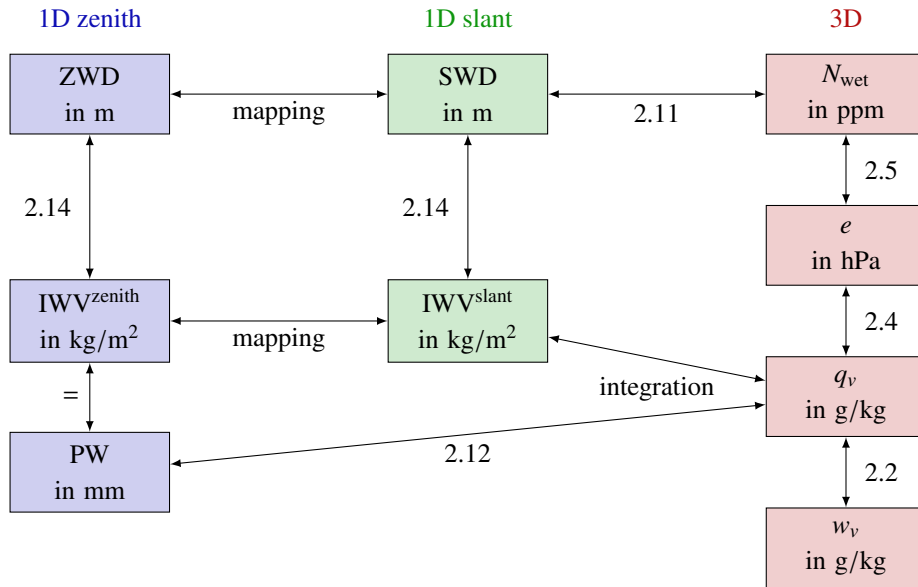 1D zenith
1D slant
3D
ZWD
in m
mapping
SWD
in m
2.11
N_wet
in ppm
2.14
2.14
2.5
e
in hPa
2.4
IWV^zenith
in kg/m²
mapping
IWV^slant
in kg/m²
integration
q_v
in g/kg
=
PW
in mm
2.12
2.2
w_v
in g/kg